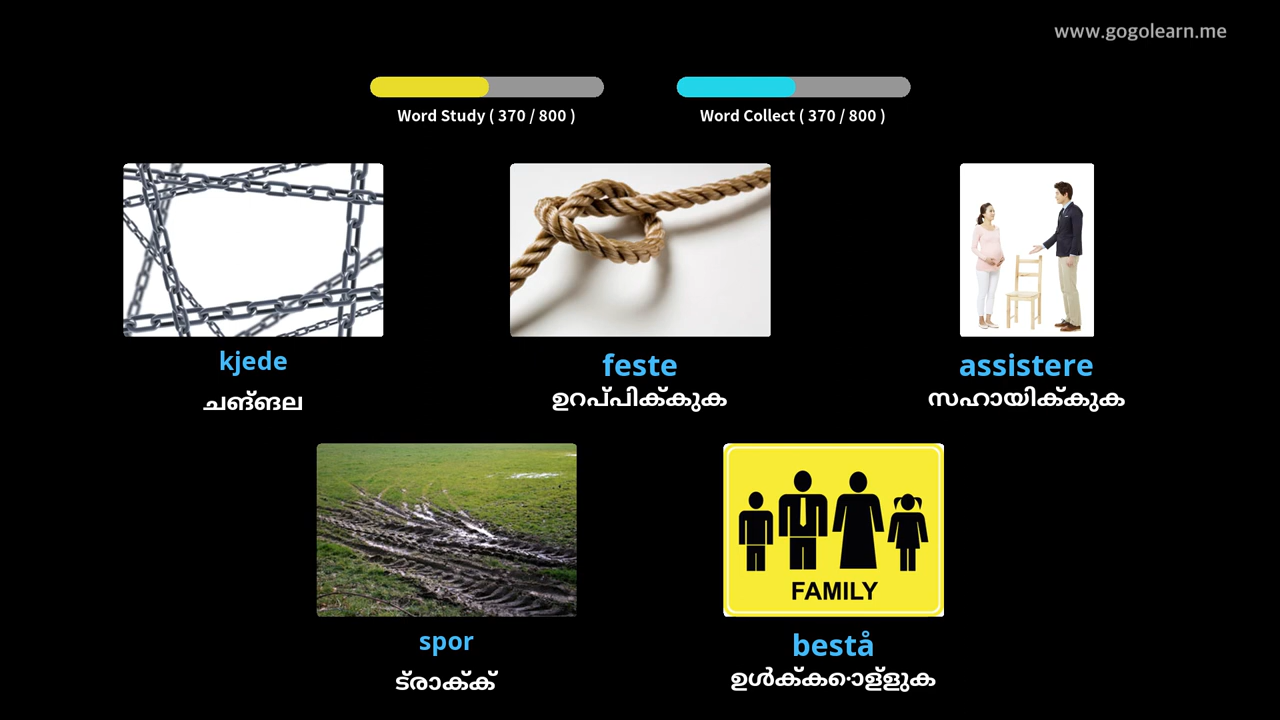 www.gogolearn.me
Word Study ( 370 / 800 )
Word Collect ( 370 / 800 )
kjede
ചങ്ങല
feste
ഉറപ്പിക്കുക
assistere
സഹായിക്കുക
spor
ട്രാക്ക്
FAMILY
bestå
ഉൾക്കൊള്ളുക